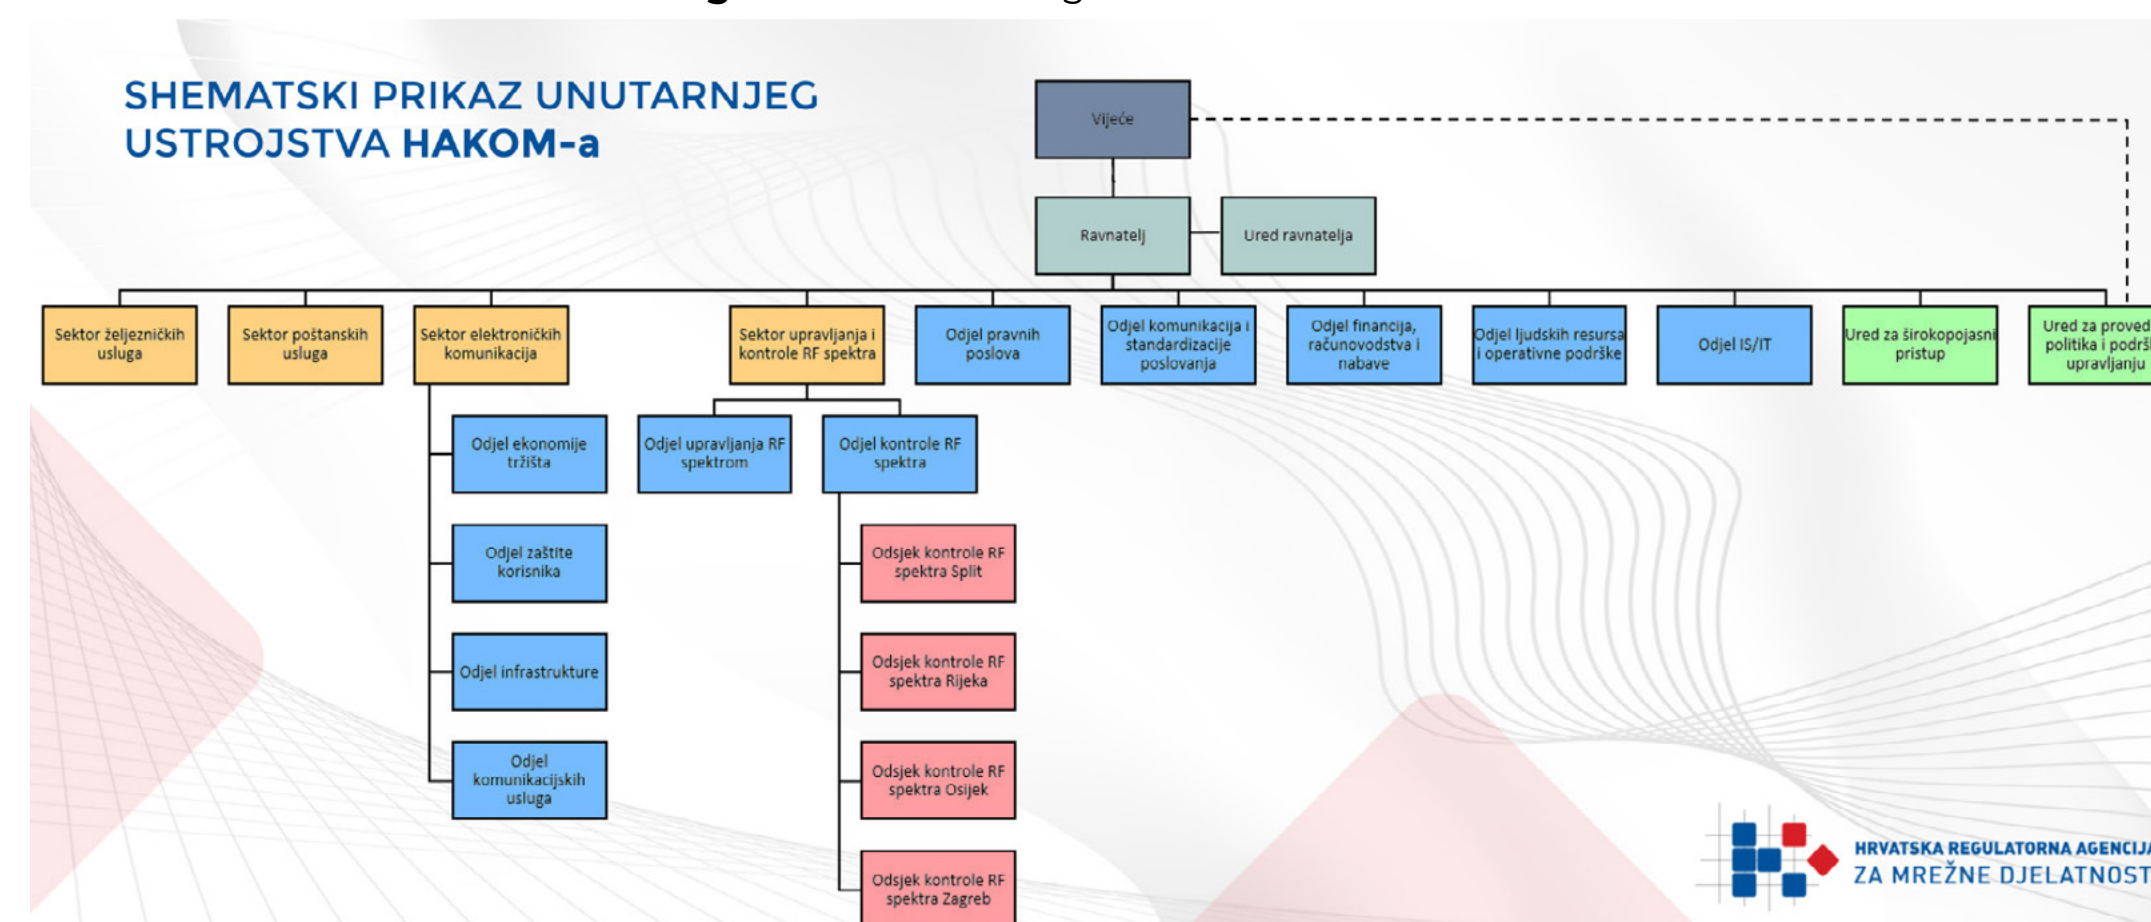 SHEMATSKI PRIKAZ UNUTARNJEG
USTROJSTVA HAKOM-a
Vijeće
Ravnatelj
Ured ravnatelja
Sektor željezničkih
usluga
Sektor poštanskih
usluga
Sektor elektroničkih
komunikacija
Sektor upravljanja i
kontrole RF spektra
Odjel pravnih
poslova
Odjel komunikacija i
standardizacije
poslovanja
Odjel financija,
računovodstva i
nabave
Odjel ljudskih resursa
i operativne podrške
Odjel IS/IT
Ured za širokopojasni
pristup
Ured za
politika i
upravljanju
Odjel ekonomije
tržišta
Odjel zaštite
korisnika
Odjel infrastrukture
Odjel
komunikacijskih
usluga
Odjel upravljanja RF
spektrom
Odjel kontrole RF
spektra
Odsjek kontrole RF
spektra Split
Odsjek kontrole RF
spektra Rijeka
Odsjek kontrole RF
spektra Osijek
Odsjek kontrole RF
spektra Zagreb
HRVATSKA REGULATORNA AGENCIJA
ZA MREŽNE DJELATNOST